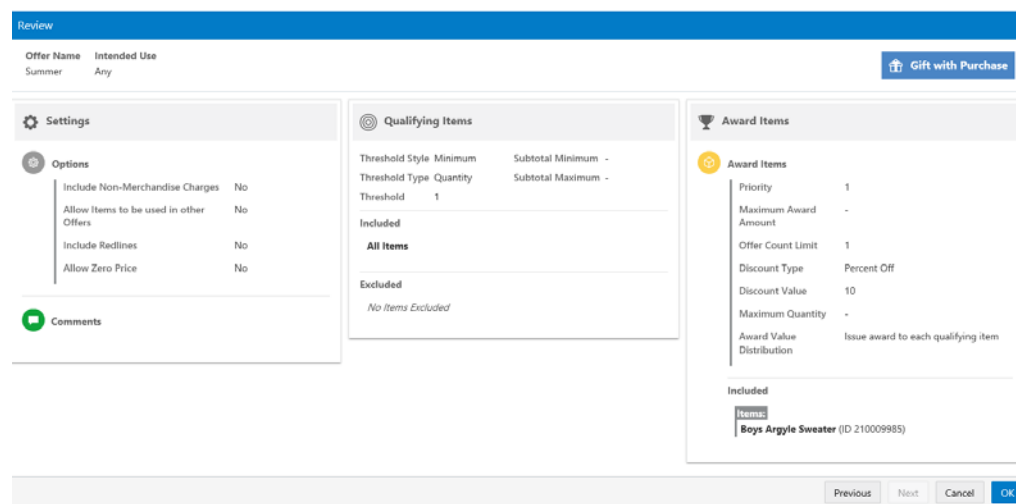 Review
Offer Name Intended Use
Summer Any
Gift with Purchase
Settings
Options
Include Non-Merchandise Charges No
Allow Items to be used in other No
Offers
Include Redlines No
Allow Zero Price No
Comments
Qualifying Items
Threshold Style Minimum Subtotal Minimum -
Threshold Type Quantity Subtotal Maximum -
Threshold 1
Included
All Items
Excluded
No Items Excluded
Award Items
Award Items
Priority 1
Maximum Award -
Amount
Offer Count Limit 1
Discount Type Percent Off
Discount Value 10
Maximum Quantity -
Award Value Issue award to each qualifying item
Distribution
Included
Items:
Boys Argyle Sweater (ID 210009985)
Previous Next Cancel OK